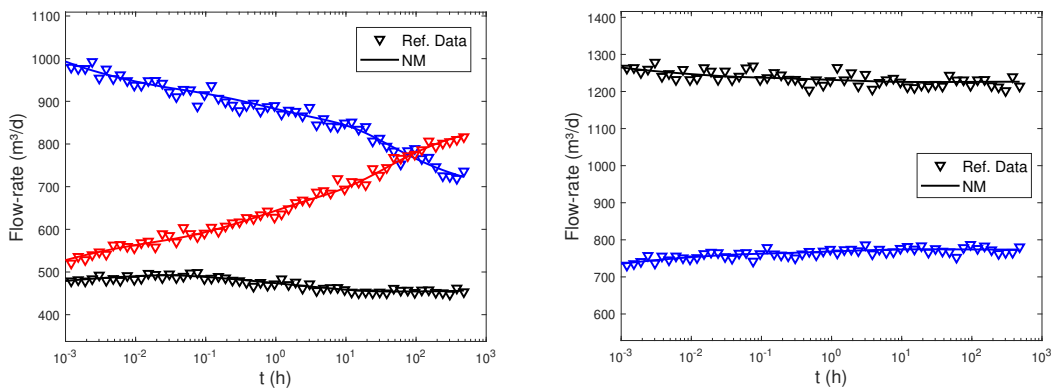 1100
1000
900
800
700
600
500
400
Flow-rate (m³/d)
Ref. Data
NM
10⁻³ 10⁻² 10⁻¹ 10⁰ 10¹ 10² 10³
t (h)
1400
1300
1200
1100
1000
900
800
700
600
Flow-rate (m³/d)
Ref. Data
NM
10⁻³ 10⁻² 10⁻¹ 10⁰ 10¹ 10² 10³
t (h)